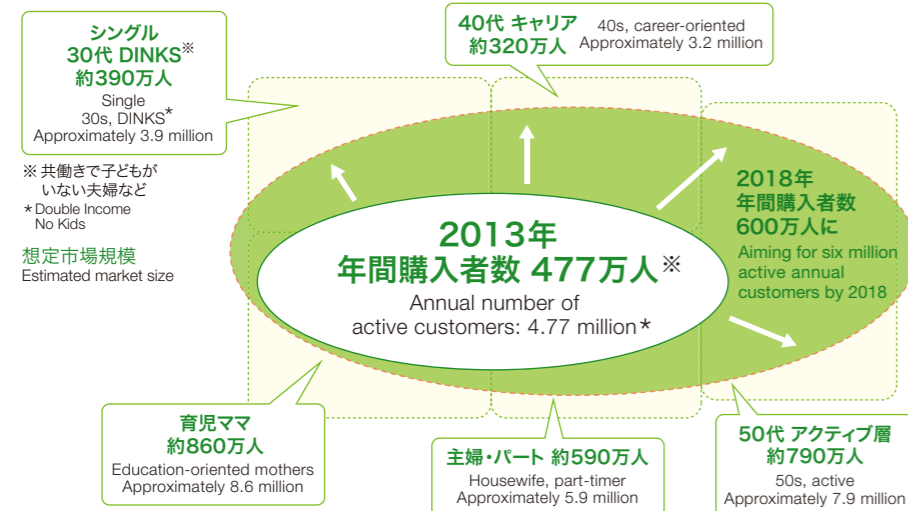 シングル
30代 DINKS※
約390万人
Single
30s, DINKS*
Approximately 3.9 million
※ 共働きで子どもが
いない夫婦など
* Double Income
No Kids
想定市場規模
Estimated market size
40代 キャリア
約320万人
40s, career-oriented
Approximately 3.2 million
2018年
年間購入者数
600万人に
Aiming for six million
active annual
customers by 2018
2013年
年間購入者数 477万人※
Annual number of
active customers: 4.77 million*
育児ママ
約860万人
Education-oriented mothers
Approximately 8.6 million
主婦・パート 約590万人
Housewife, part-timer
Approximately 5.9 million
50代 アクティブ層
約790万人
50s, active
Approximately 7.9 million